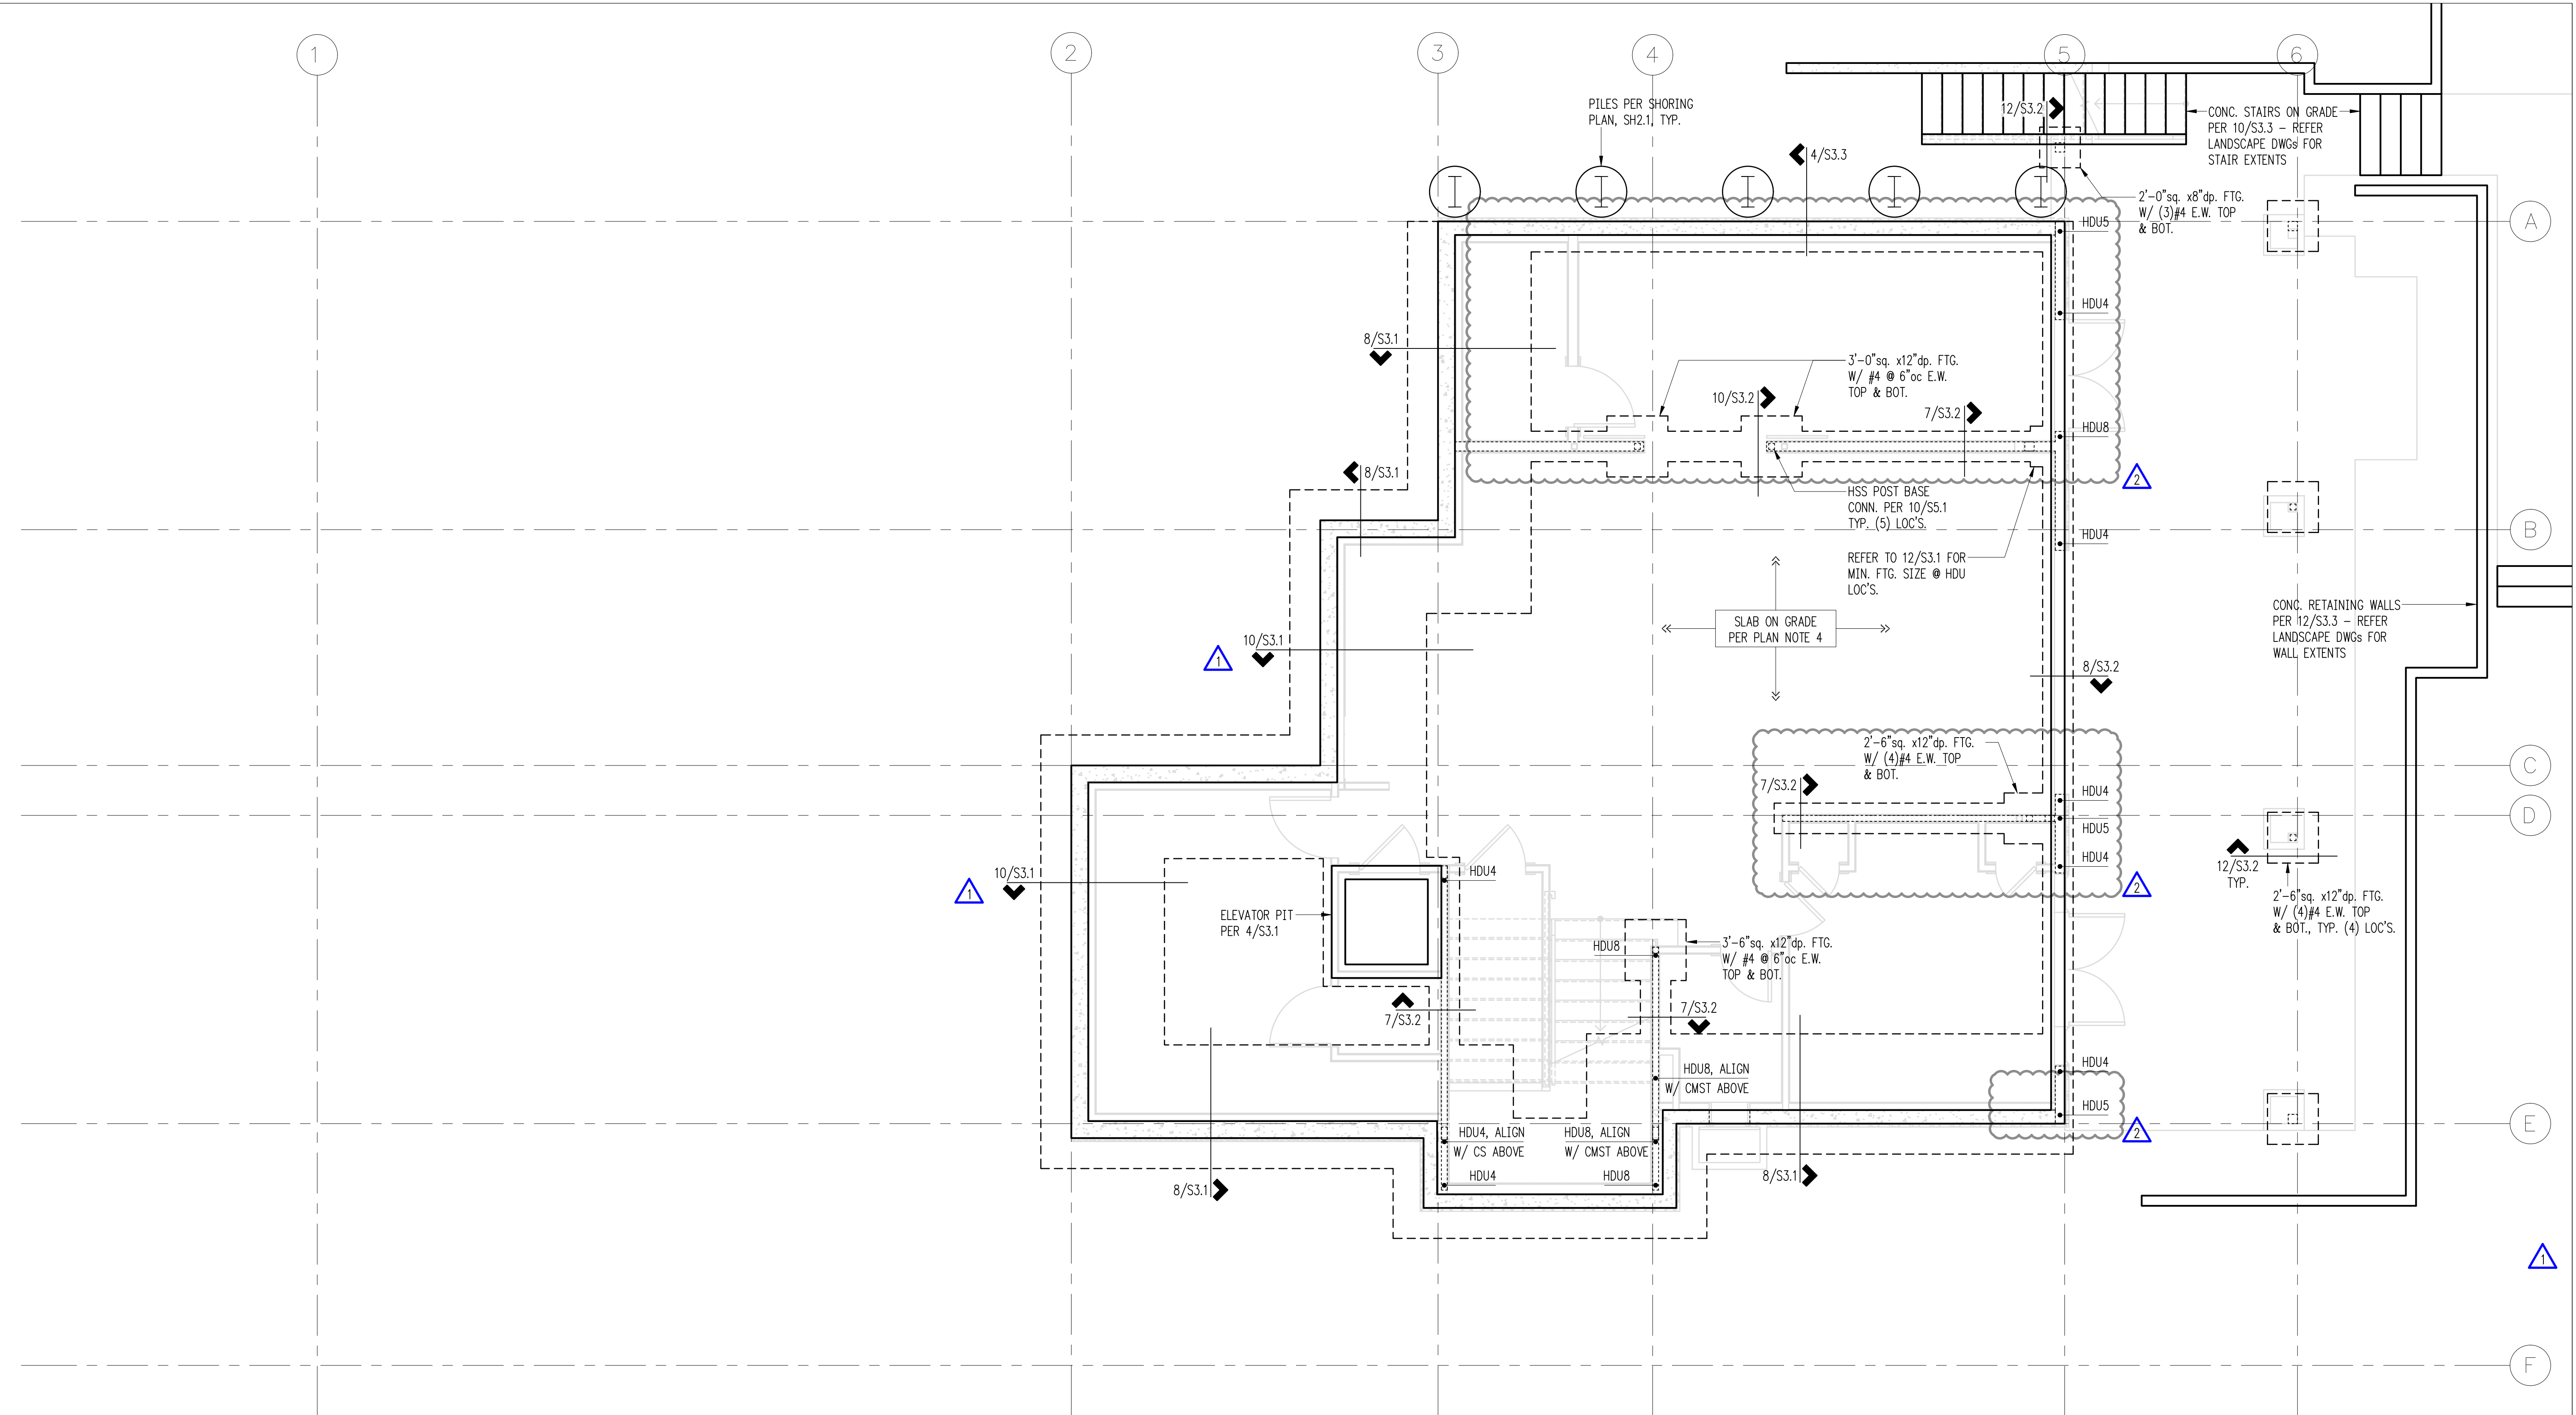 1
2
3
4
5
6
PILES PER SHORING
PLAN, SH2.1, TYP.
12/S3.2
CONC. STAIRS ON GRADE
PER 10/S3.3 - REFER
LANDSCAPE DWGs FOR
STAIR EXTENTS
4/S3.3
2'-0"sq. x8"dp. FTG.
W/ (3)#4 E.W. TOP
& BOT.
A
HDU5
HDU4
8/S3.1
3'-0"sq. x12"dp. FTG.
W/ #4 @ 6"oc E.W.
TOP & BOT.
10/S3.2
7/S3.2
HDU8
8/S3.1
2
HSS POST BASE
CONN. PER 10/S5.1
TYP. (5) LOC'S.
B
HDU4
REFER TO 12/S3.1 FOR
MIN. FTG. SIZE @ HDU
LOC'S.
CONC. RETAINING WALLS
PER 12/S3.3 - REFER
LANDSCAPE DWGs FOR
WALL EXTENTS
SLAB ON GRADE
PER PLAN NOTE 4
10/S3.1
1
8/S3.2
2'-6"sq. x12"dp. FTG.
W/ (4)#4 E.W. TOP
& BOT.
C
7/S3.2
HDU4
D
HDU5
HDU4
2
12/S3.2
TYP.
10/S3.1
1
HDU4
2'-6"sq. x12"dp. FTG.
W/ (4)#4 E.W. TOP
& BOT., TYP. (4) LOC'S.
ELEVATOR PIT
PER 4/S3.1
HDU8
3'-6"sq. x12"dp. FTG.
W/ #4 @ 6"oc E.W.
TOP & BOT.
7/S3.2
7/S3.2
HDU8, ALIGN
W/ CMST ABOVE
HDU4
HDU5
E
2
HDU4, ALIGN
W/ CS ABOVE
HDU8, ALIGN
W/ CMST ABOVE
HDU4
HDU8
8/S3.1
8/S3.1
1
F